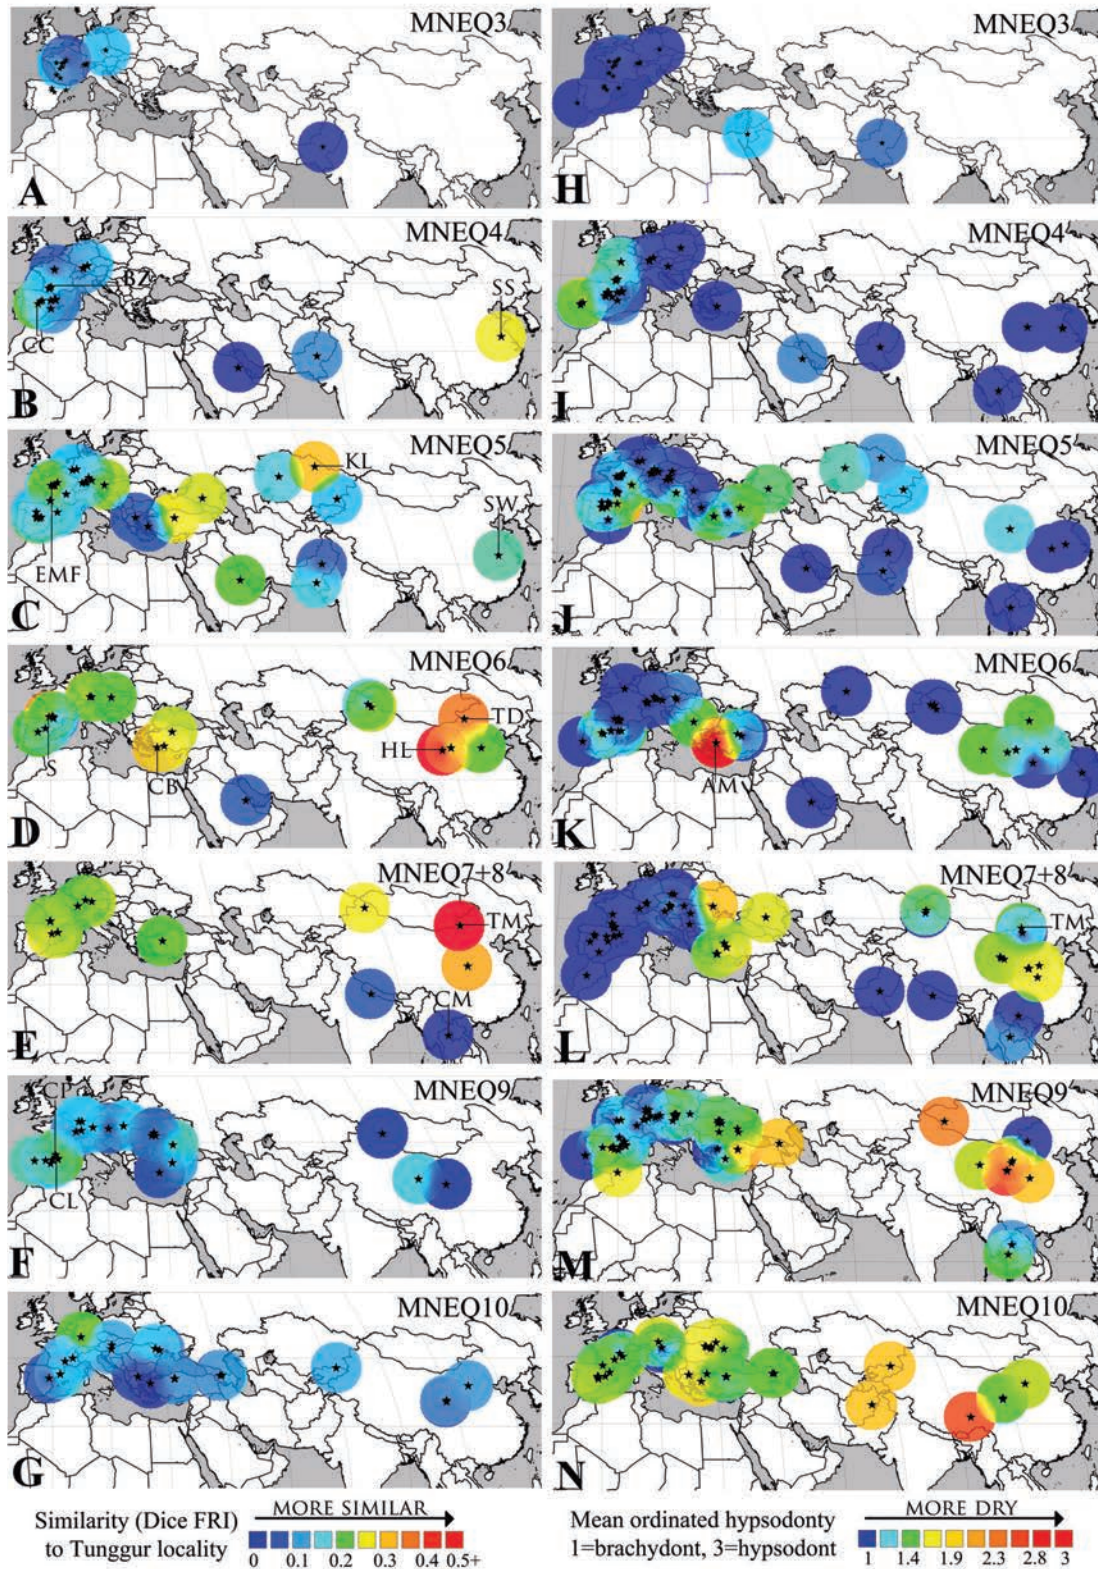 MNEQ3
A
MNEQ3
H
MNEQ4
BZ
SS
CC
B
MNEQ4
I
MNEQ5
KI
SW
EMF
C
MNEQ5
J
MNEQ6
TD
HL
S
CB
D
MNEQ6
AM
K
MNEQ7+8
TM
CM
E
MNEQ7+8
TM
L
MNEQ9
CP
CL
F
MNEQ9
M
MNEQ10
G
MNEQ10
N
Similarity (Dice FRI)
to Tunggur locality
MORE SIMILAR
0 0.1 0.2 0.3 0.4 0.5+
Mean ordinated hypsodonty
1=brachydont, 3=hypsodont
MORE DRY
1 1.4 1.9 2.3 2.8 3